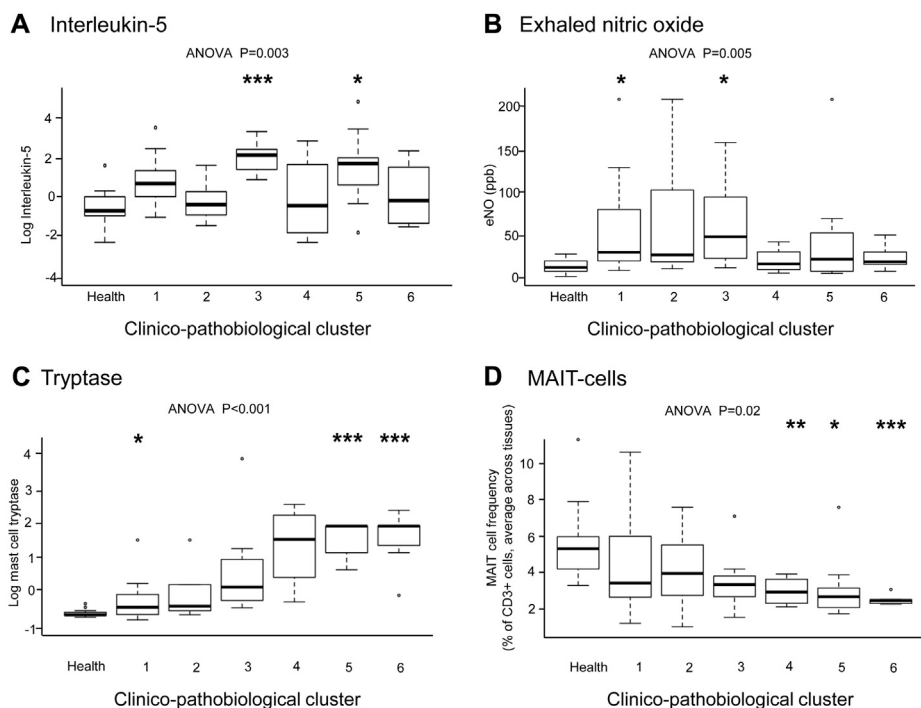 A Interleukin-5
ANOVA P=0.003
*** *
Log Interleukin-5
4
2
0
-2
-4
Health 1 2 3 4 5 6
Clinico-pathobiological cluster
B Exhaled nitric oxide
ANOVA P=0.005
* *
eNO (ppb)
200
150
100
50
0
Health 1 2 3 4 5 6
Clinico-pathobiological cluster
C Tryptase
ANOVA P<0.001
* *** ***
Log mast cell tryptase
4
3
2
1
0
-1
Health 1 2 3 4 5 6
Clinico-pathobiological cluster
D MAIT-cells
ANOVA P=0.02
** * ***
MAIT cell frequency
(% of CD3+ cells, average across tissues)
10
8
6
4
2
Health 1 2 3 4 5 6
Clinico-pathobiological cluster